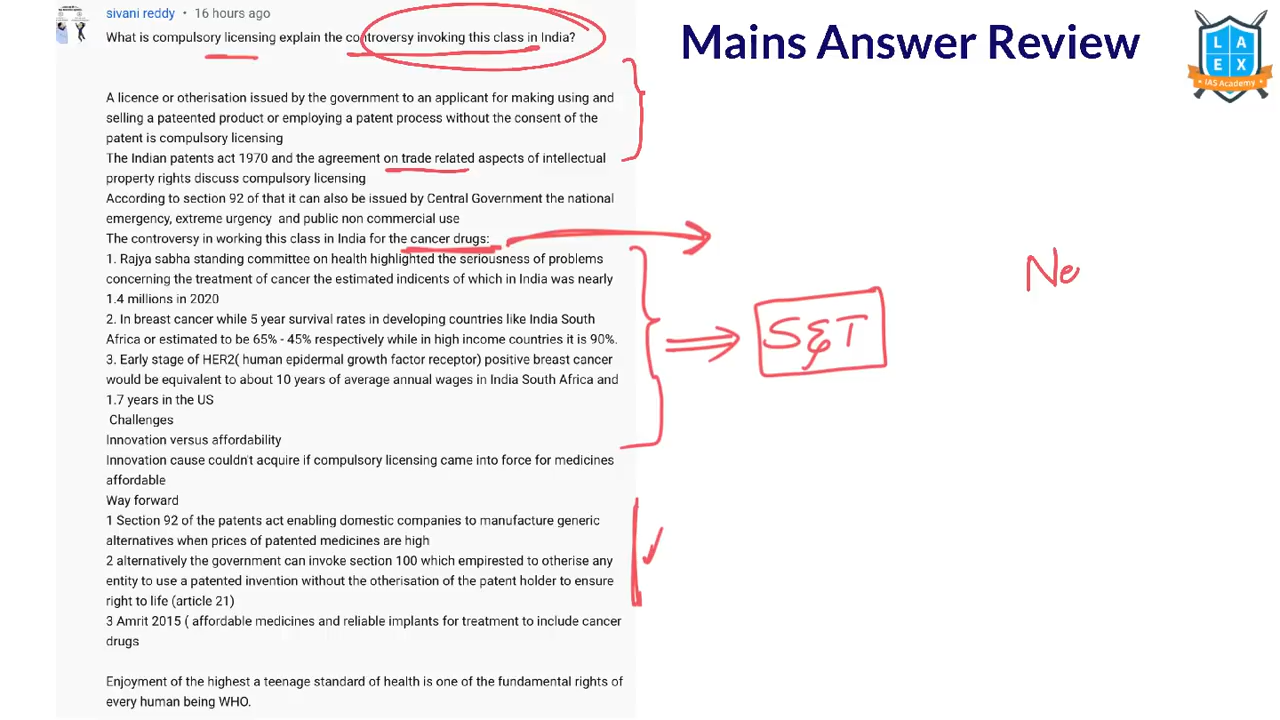 sivani reddy • 16 hours ago
What is compulsory licensing explain the controversy invoking this class in India?
Mains Answer Review
L A
E X
IAS Academy
A licence or otherisation issued by the government to an applicant for making using and
selling a pateented product or employing a patent process without the consent of the
patent is compulsory licensing
The Indian patents act 1970 and the agreement on trade related aspects of intellectual
property rights discuss compulsory licensing
According to section 92 of that it can also be issued by Central Government the national
emergency, extreme urgency and public non commercial use
The controversy in working this class in India for the cancer drugs:
1. Rajya sabha standing committee on health highlighted the seriousness of problems
concerning the treatment of cancer the estimated indicents of which in India was nearly
1.4 millions in 2020
2. In breast cancer while 5 year survival rates in developing countries like India South
Africa or estimated to be 65% - 45% respectively while in high income countries it is 90%.
3. Early stage of HER2( human epidermal growth factor receptor) positive breast cancer
would be equivalent to about 10 years of average annual wages in India South Africa and
1.7 years in the US
Challenges
Innovation versus affordability
Innovation cause couldn't acquire if compulsory licensing came into force for medicines
affordable
Way forward
1 Section 92 of the patents act enabling domestic companies to manufacture generic
alternatives when prices of patented medicines are high
2 alternatively the government can invoke section 100 which empirested to otherise any
entity to use a patented invention without the otherisation of the patent holder to ensure
right to life (article 21)
3 Amrit 2015 ( affordable medicines and reliable implants for treatment to include cancer
drugs
Enjoyment of the highest a teenage standard of health is one of the fundamental rights of
every human being WHO.
S&T
Ne